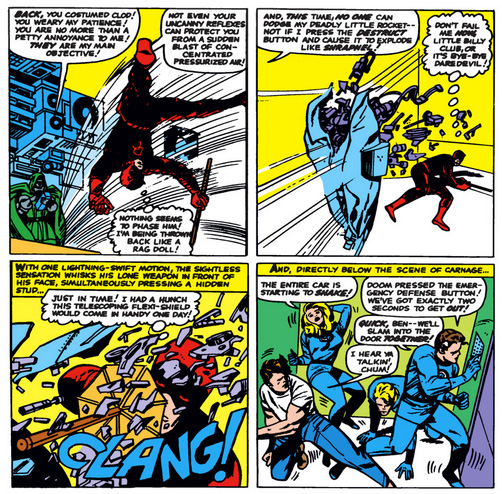 BACK, YOU COSTUMED CLOD!
YOU WEARY MY PATIENCE!
YOU ARE NO MORE THAN A
PETTY ANNOYANCE TO ME!
THEY ARE MY MAIN
OBJECTIVE!
NOT EVEN YOUR
UNCANNY REFLEXES
CAN PROTECT YOU
FROM A SUDDEN
BLAST OF CON-
CENTRATED
PRESSURIZED AIR!
NOTHING SEEMS
TO PHASE HIM!
I'M BEING THROWN
BACK LIKE A
RAG DOLL!
AND, THIS TIME, NO ONE CAN
DODGE MY DEADLY LITTLE ROCKET--
NOT IF I PRESS THE DESTRUCT
BUTTON AND CAUSE IT TO EXPLODE
LIKE SHRAPNEL!
DON'T FAIL
ME NOW,
LITTLE BILLY
CLUB, OR
IT'S BYE-BYE
DAREDEVIL!
WITH ONE LIGHTNING-SWIFT MOTION, THE SIGHTLESS
SENSATION WHISKS HIS LONE WEAPON IN FRONT OF
HIS FACE, SIMULTANEOUSLY PRESSING A HIDDEN
STUD...
JUST IN TIME! I HAD A HUNCH
THIS TELESCOPING FLEXI-SHIELD
WOULD COME IN HANDY ONE DAY!
CLANG!
AND, DIRECTLY BELOW THE SCENE OF CARNAGE...
THE ENTIRE CAR IS
STARTING TO SHAKE!
DOOM PRESSED THE EMER-
GENCY DEFENSE BUTTON!
WE'VE GOT EXACTLY TWO
SECONDS TO GET OUT!
QUICK, BEN--WE'LL
SLAM INTO THE
DOOR TOGETHER!
I HEAR YA
TALKIN',
CHUM!